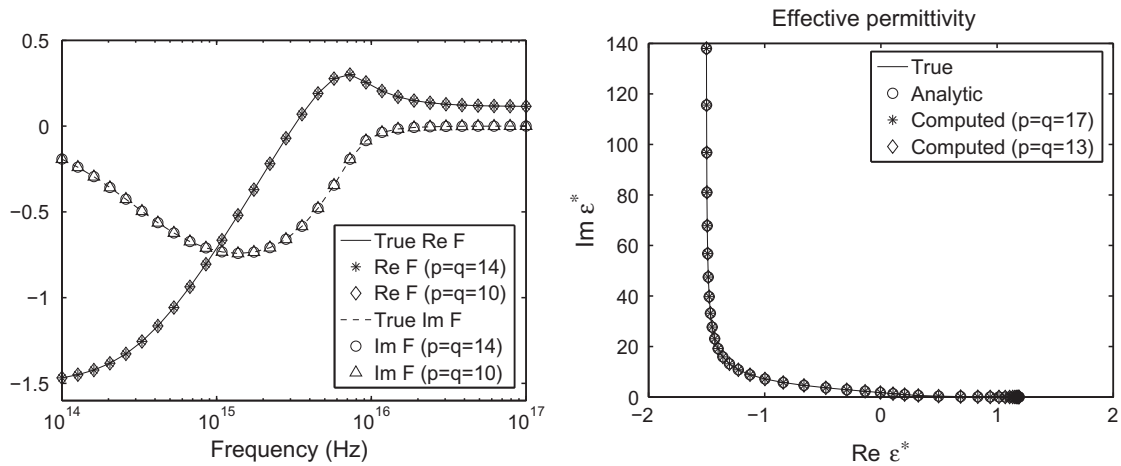 0.5
0
−0.5
−1
−1.5
10^14
10^15
10^16
10^17
Frequency (Hz)
True Re F
Re F (p=q=14)
Re F (p=q=10)
True Im F
Im F (p=q=14)
Im F (p=q=10)
Effective permittivity
140
120
100
80
60
40
20
0
Im ε*
−2
−1
0
1
2
Re ε*
True
Analytic
Computed (p=q=17)
Computed (p=q=13)